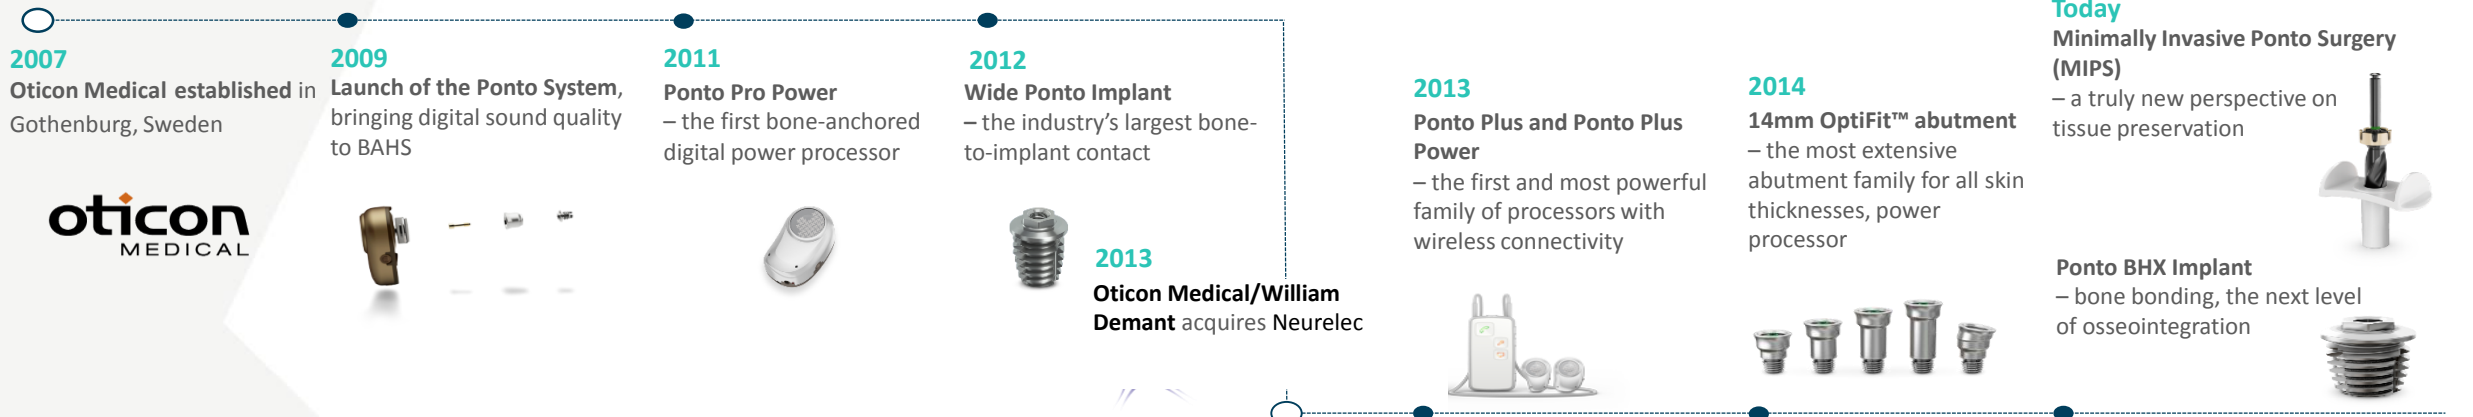 2007
Oticon Medical established in
Gothenburg, Sweden
oticon
MEDICAL
2009
Launch of the Ponto System,
bringing digital sound quality
to BAHS
2011
Ponto Pro Power
– the first bone-anchored
digital power processor
2012
Wide Ponto Implant
– the industry’s largest bone-
to-implant contact
2013
Oticon Medical/William
Demant acquires Neurelec
2013
Ponto Plus and Ponto Plus
Power
– the first and most powerful
family of processors with
wireless connectivity
2014
14mm OptiFit™ abutment
– the most extensive
abutment family for all skin
thicknesses, power
processor
Today
Minimally Invasive Ponto Surgery
(MIPS)
– a truly new perspective on
tissue preservation
Ponto BHX Implant
– bone bonding, the next level
of osseointegration